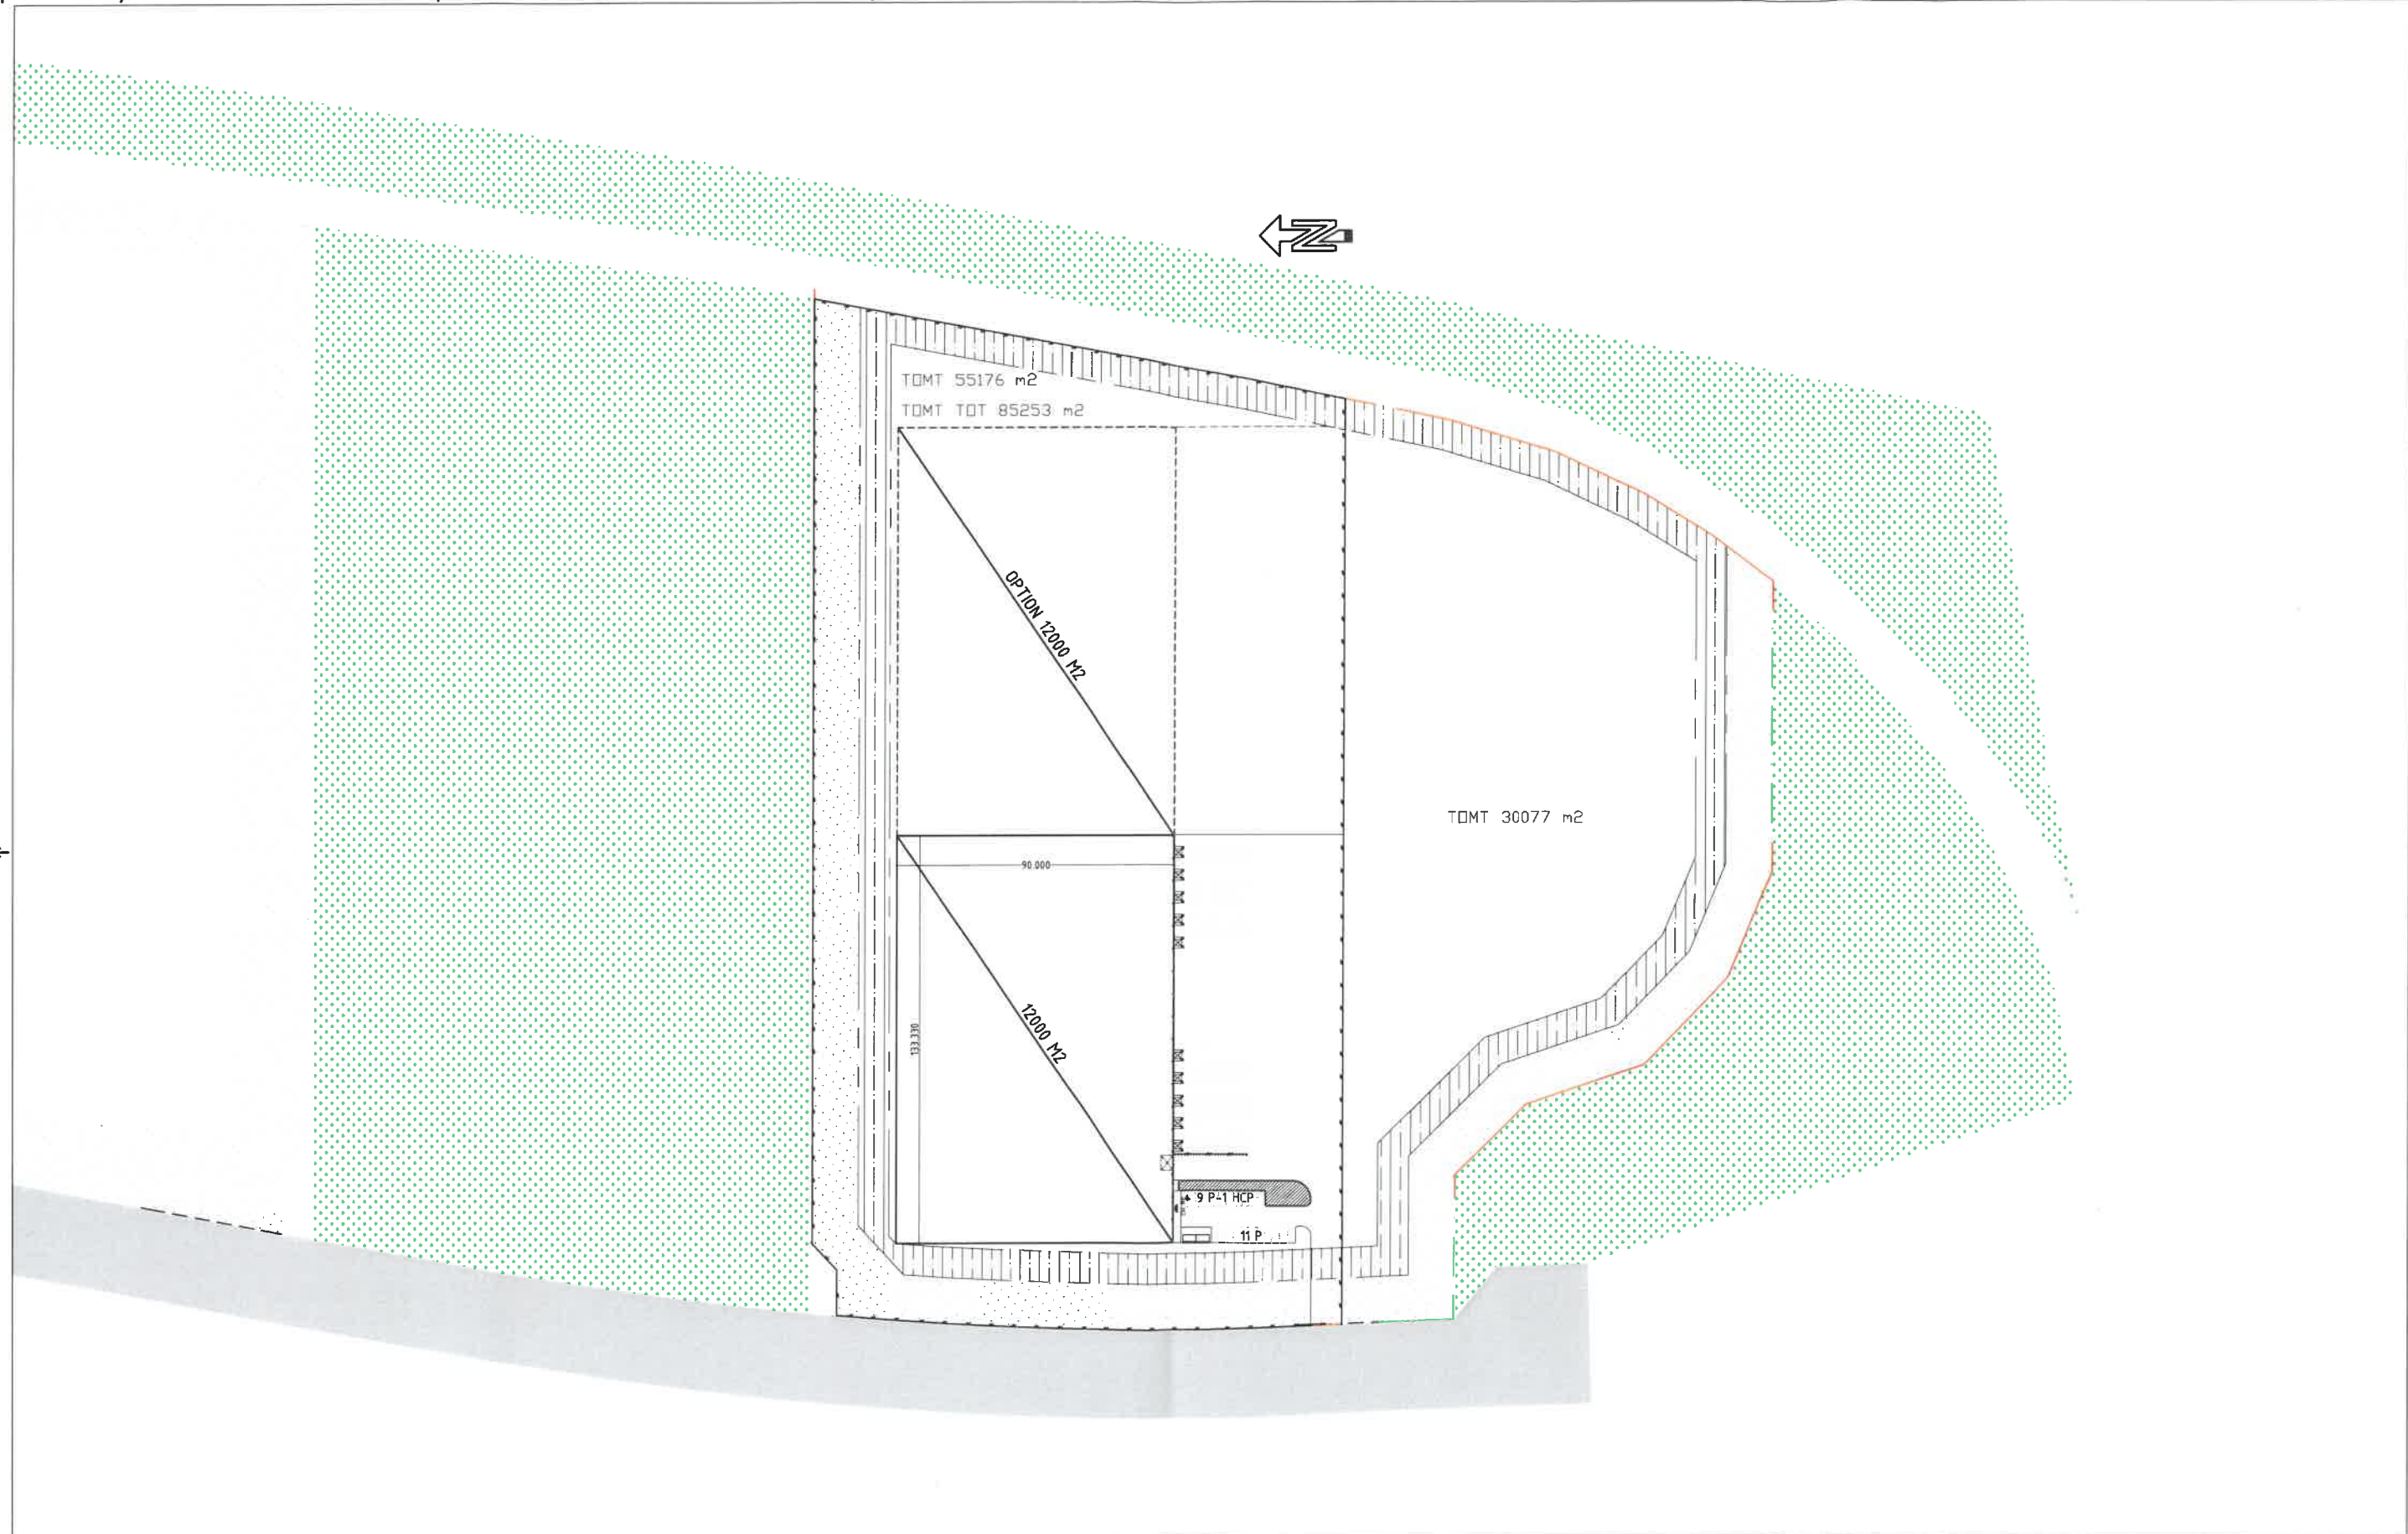 N
TOMT 55176 m2
TOMT TOT 85253 m2
OPTION 12000 M2
TOMT 30077 m2
90.000
133.330
12000 M2
9 P-1 HCP
11 P